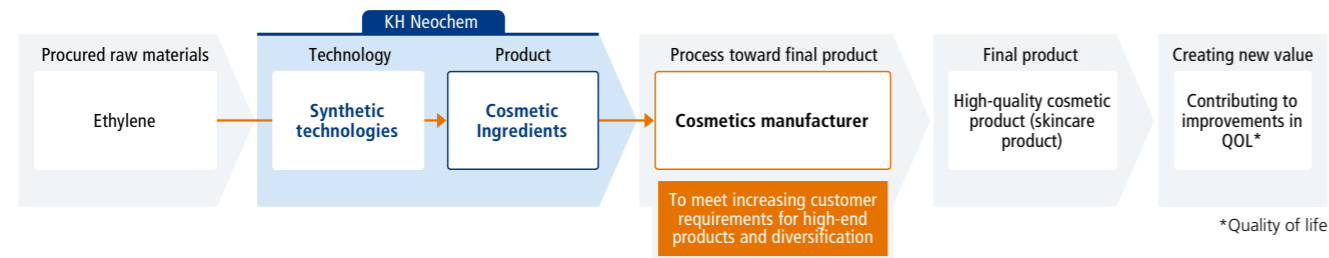 KH Neochem
Procured raw materials
Ethylene
Technology
Synthetic
technologies
Product
Cosmetic
Ingredients
Process toward final product
Cosmetics manufacturer
To meet increasing customer
requirements for high-end
products and diversification
Final product
High-quality cosmetic
product (skincare
product)
Creating new value
Contributing to
improvements in
QOL*
*Quality of life